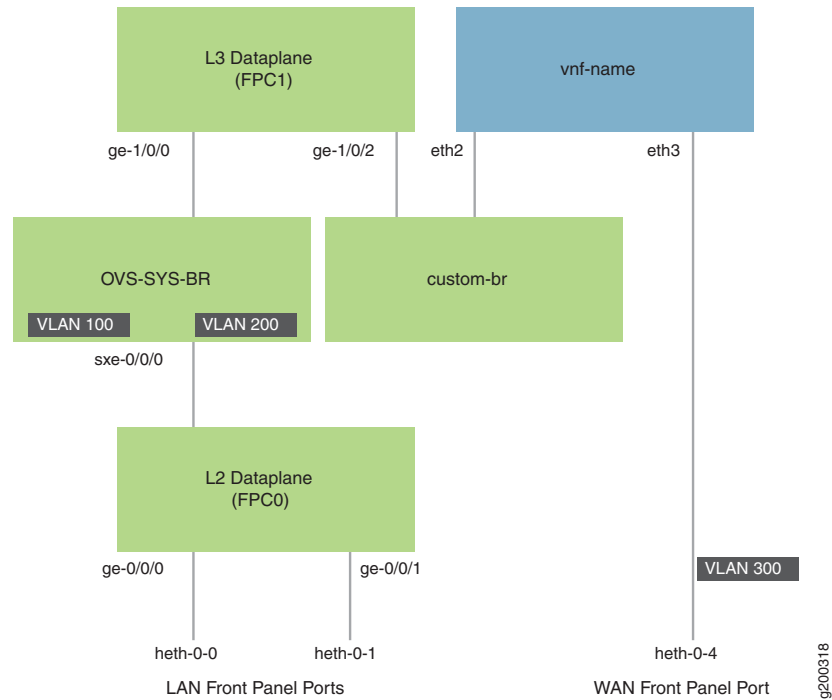 L3 Dataplane
(FPC1)
vnf-name
ge-1/0/0
ge-1/0/2
eth2
eth3
OVS-SYS-BR
custom-br
VLAN 100
VLAN 200
sxe-0/0/0
L2 Dataplane
(FPC0)
ge-0/0/0
ge-0/0/1
VLAN 300
heth-0-0
heth-0-1
heth-0-4
LAN Front Panel Ports
WAN Front Panel Port
g200318